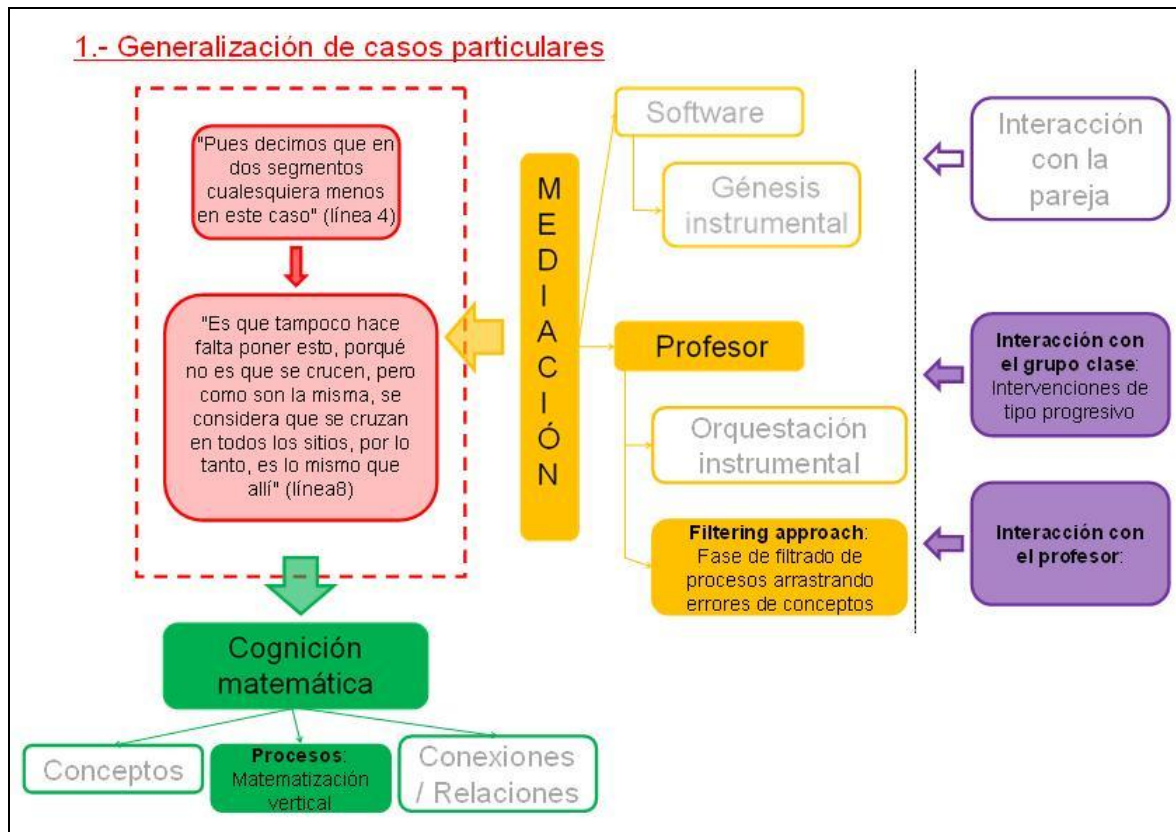 1.- Generalización de casos particulares
"Pues decimos que en
dos segmentos
cualesquiera menos
en este caso" (línea 4)
"Es que tampoco hace
falta poner esto, porqué
no es que se crucen, pero
como son la misma, se
considera que se cruzan
en todos los sitios, por lo
tanto, es lo mismo que
allí" (línea8)
MEDIACIÓN
Software
Génesis
instrumental
Profesor
Orquestación
instrumental
Filtering approach:
Fase de filtrado de
procesos arrastrando
errores de conceptos
Interacción
con la
pareja
Interacción con
el grupo clase:
Intervenciones de
tipo progresivo
Interacción con
el profesor:
Cognición
matemática
Conceptos
Procesos:
Matematización
vertical
Conexiones
/ Relaciones